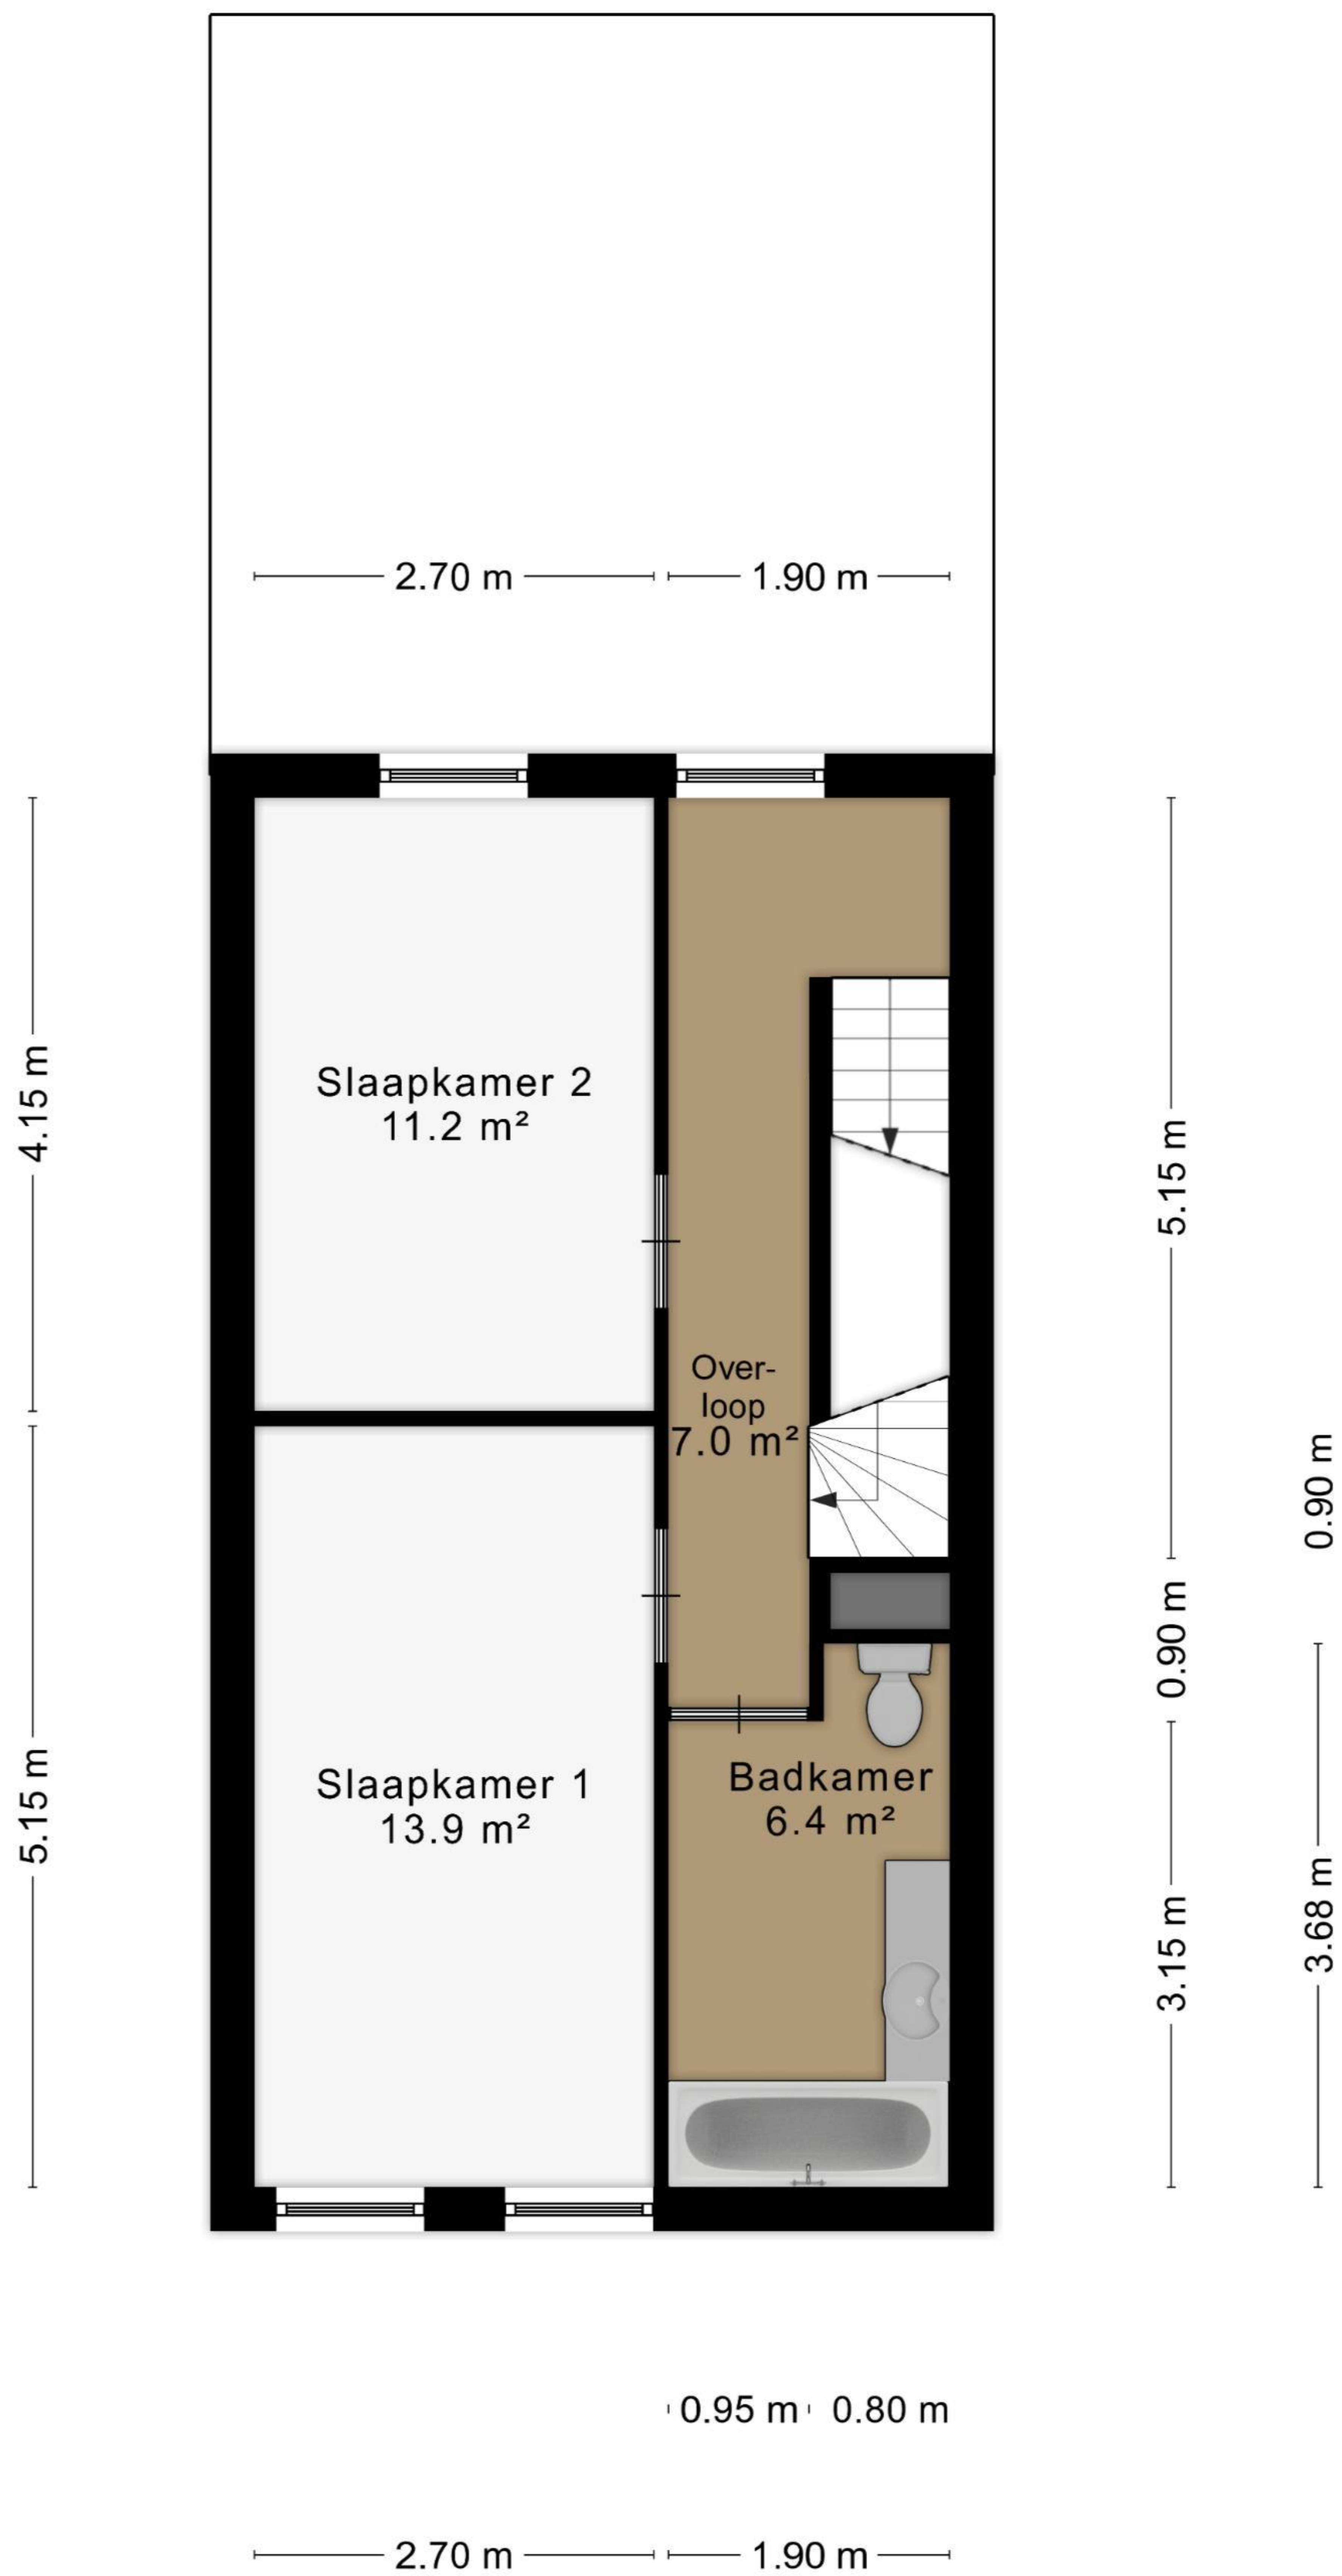 2.70 m
1.90 m
4.15 m
5.15 m
Slaapkamer 2
11.2 m²
Over-
loop
7.0 m²
0.90 m
0.90 m
5.15 m
Slaapkamer 1
13.9 m²
Badkamer
6.4 m²
3.15 m
3.68 m
0.95 m
0.80 m
2.70 m
1.90 m